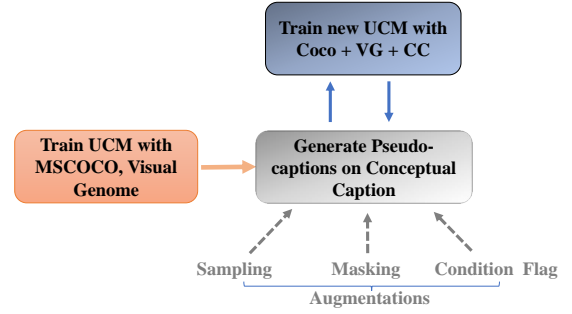 Train new UCM with
Coco + VG + CC
Train UCM with
MSCOCO, Visual
Genome
Generate Pseudo-
captions on Conceptual
Caption
Sampling
Masking
Condition Flag
Augmentations